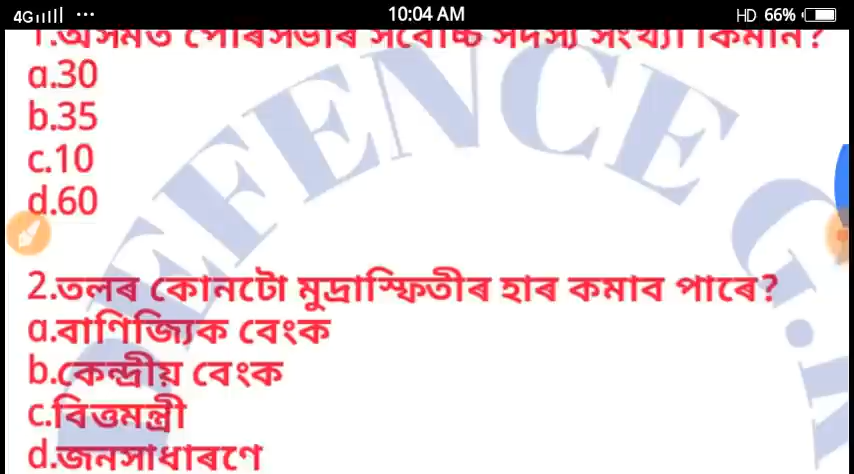 4G
10:04 AM
HD 66%
1.অসমত পৌৰসভাৰ সৰ্বোচ্চ সদস্য সংখ্যা কিমান?
a.30
b.35
c.10
d.60
2.তলৰ কোনটো মুদ্ৰাস্ফিতীৰ হাৰ কমাব পাৰে?
a.বাণিজ্যিক বেংক
b.কেন্দ্ৰীয় বেংক
c.বিত্তমন্ত্ৰী
d.জনসাধাৰণে
DEFENCE G.K